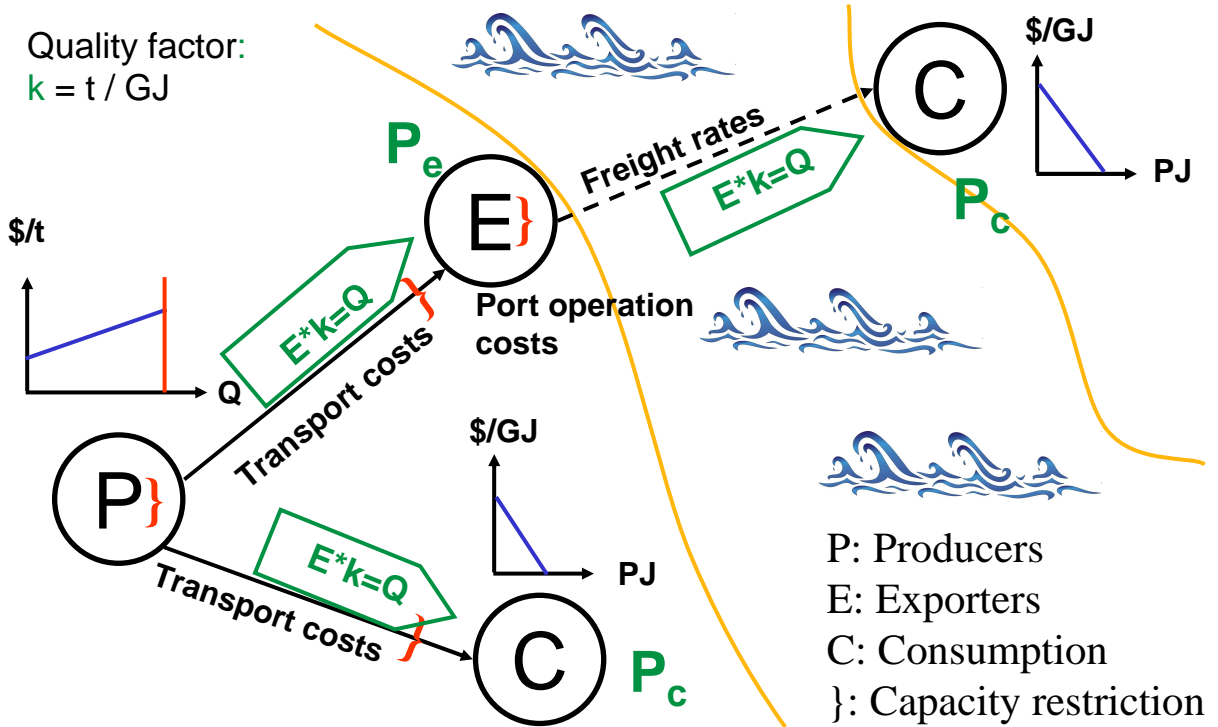 Quality factor:
k = t / GJ
$/GJ
C
PJ
Pc
Freight rates
E*k=Q
Pe
E}
Port operation
costs
$/t
Q
E*k=Q
}
Transport costs
P}
$/GJ
PJ
E*k=Q
}
Transport costs
C
Pc
P: Producers
E: Exporters
C: Consumption
}: Capacity restriction